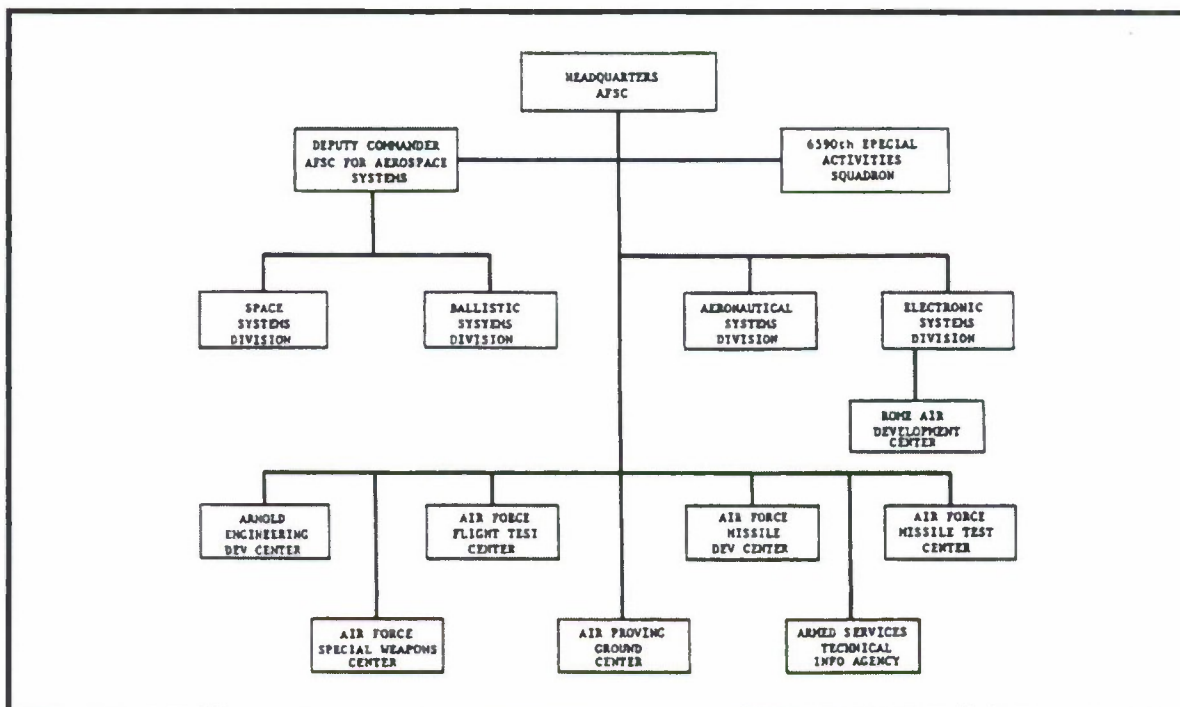 HEADQUARTERS
AFSC
DEPUTY COMMANDER
AFSC FOR AEROSPACE
SYSTEMS
6590th SPECIAL
ACTIVITIES
SQUADRON
SPACE
SYSTEMS
DIVISION
BALLISTIC
SYSTEMS
DIVISION
AERONAUTICAL
SYSTEMS
DIVISION
ELECTRONIC
SYSTEMS
DIVISION
ROME AIR
DEVELOPMENT
CENTER
ARNOLD
ENGINEERING
DEV CENTER
AIR FORCE
FLIGHT TEST
CENTER
AIR FORCE
MISSILE
DEV CENTER
AIR FORCE
MISSILE TEST
CENTER
AIR FORCE
SPECIAL WEAPONS
CENTER
AIR PROVING
GROUND
CENTER
ARMED SERVICES
TECHNICAL
INFO AGENCY